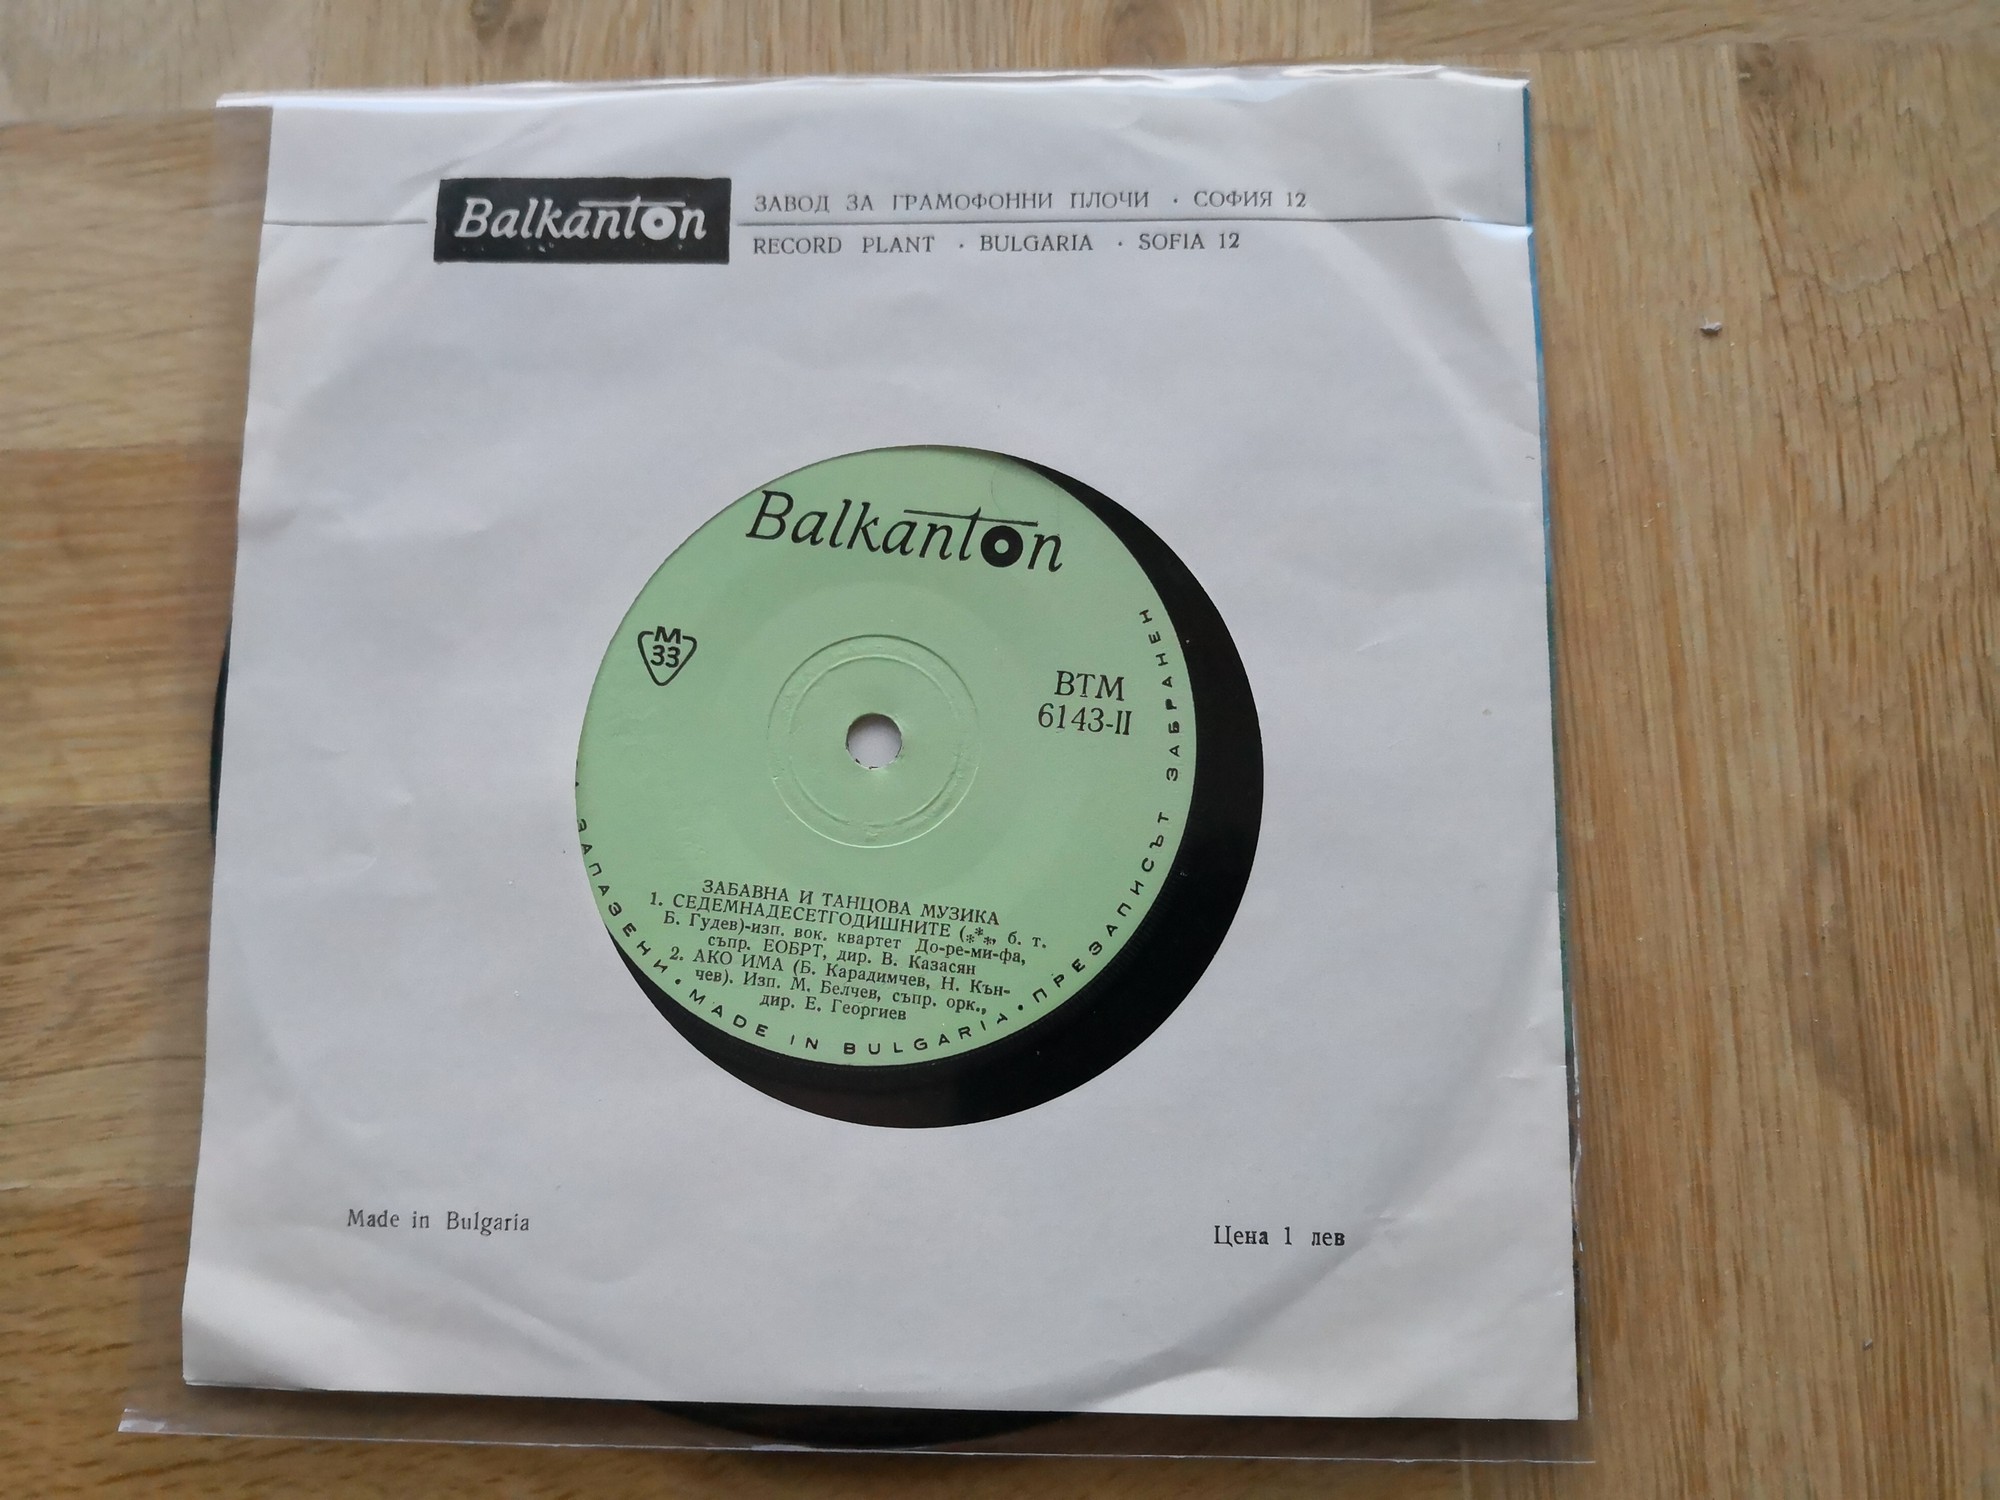 Balkanton
ЗАВОД ЗА ГРАМОФОННИ ПЛОЧИ · СОФИЯ 12
RECORD PLANT · BULGARIA · SOFIA 12
Balkanton
М
33
ВТМ
6143-II
ЗАБАВНА И ТАНЦОВА МУЗИКА
1. СЕДЕМНАДЕСЕТГОДИШНИТЕ (***, б. т.
Б. Гудев)-изп. вок. квартет До-ре-ми-фа,
съпр. ЕОБРТ, дир. В. Казасян
2. АКО ИМА (Б. Карадимчев, Н. Кън-
чев). Изп. М. Белчев, съпр. орк.,
дир. Е. Георгиев
ЗАПАЗЕНИ • MADE IN BULGARIA • ПРЕЗАПИСЪТ ЗАБРАНЕН
Made in Bulgaria
Цена 1 лев